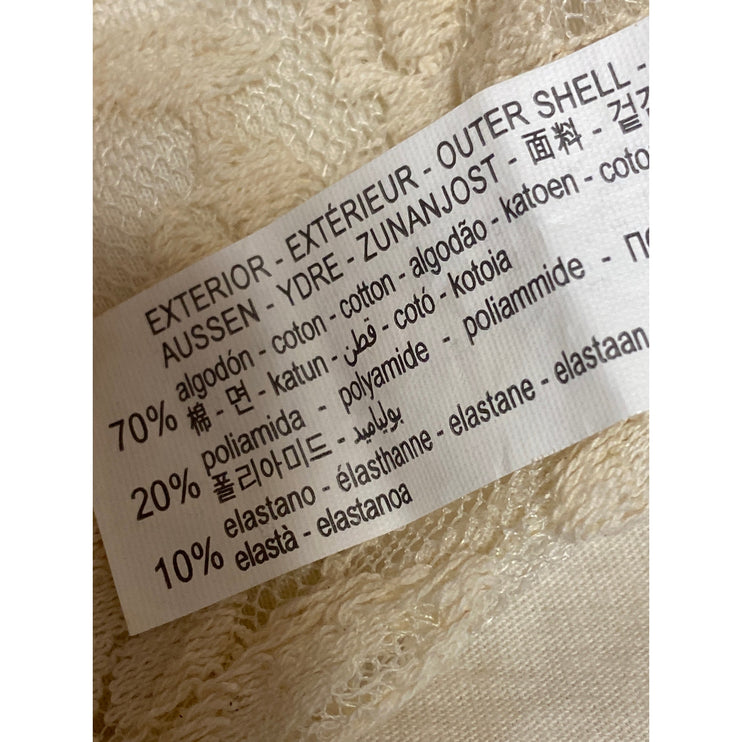 EXTERIOR - EXTÉRIEUR - OUTER SHELL -
AUSSEN - YDRE - ZUNANJOST - 面料 -
70% algodón - coton - cotton - algodão - katoen - coto
棉 - 면 - katun - قطن - cotó - kotoia
20% poliamida - polyamide - poliammide - ПО
폴리아미드 - بولياميد
10% elastano - élasthanne - elastane - elastaan
elastà - elastanoa